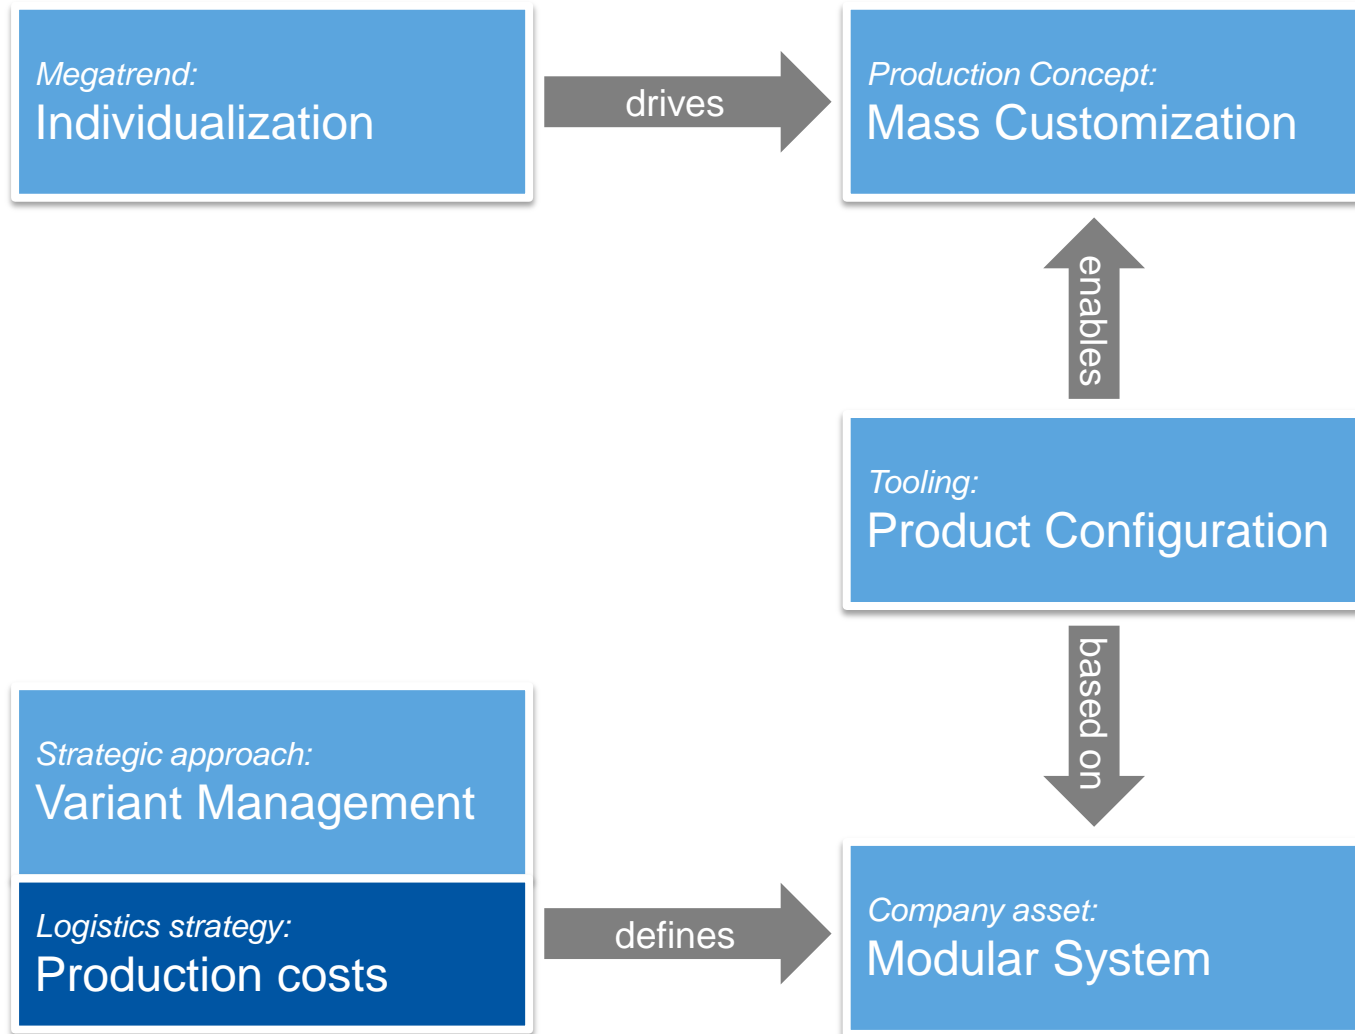 Megatrend:
Individualization
drives
Production Concept:
Mass Customization
enables
Tooling:
Product Configuration
based on
Strategic approach:
Variant Management
Logistics strategy:
Production costs
defines
Company asset:
Modular System